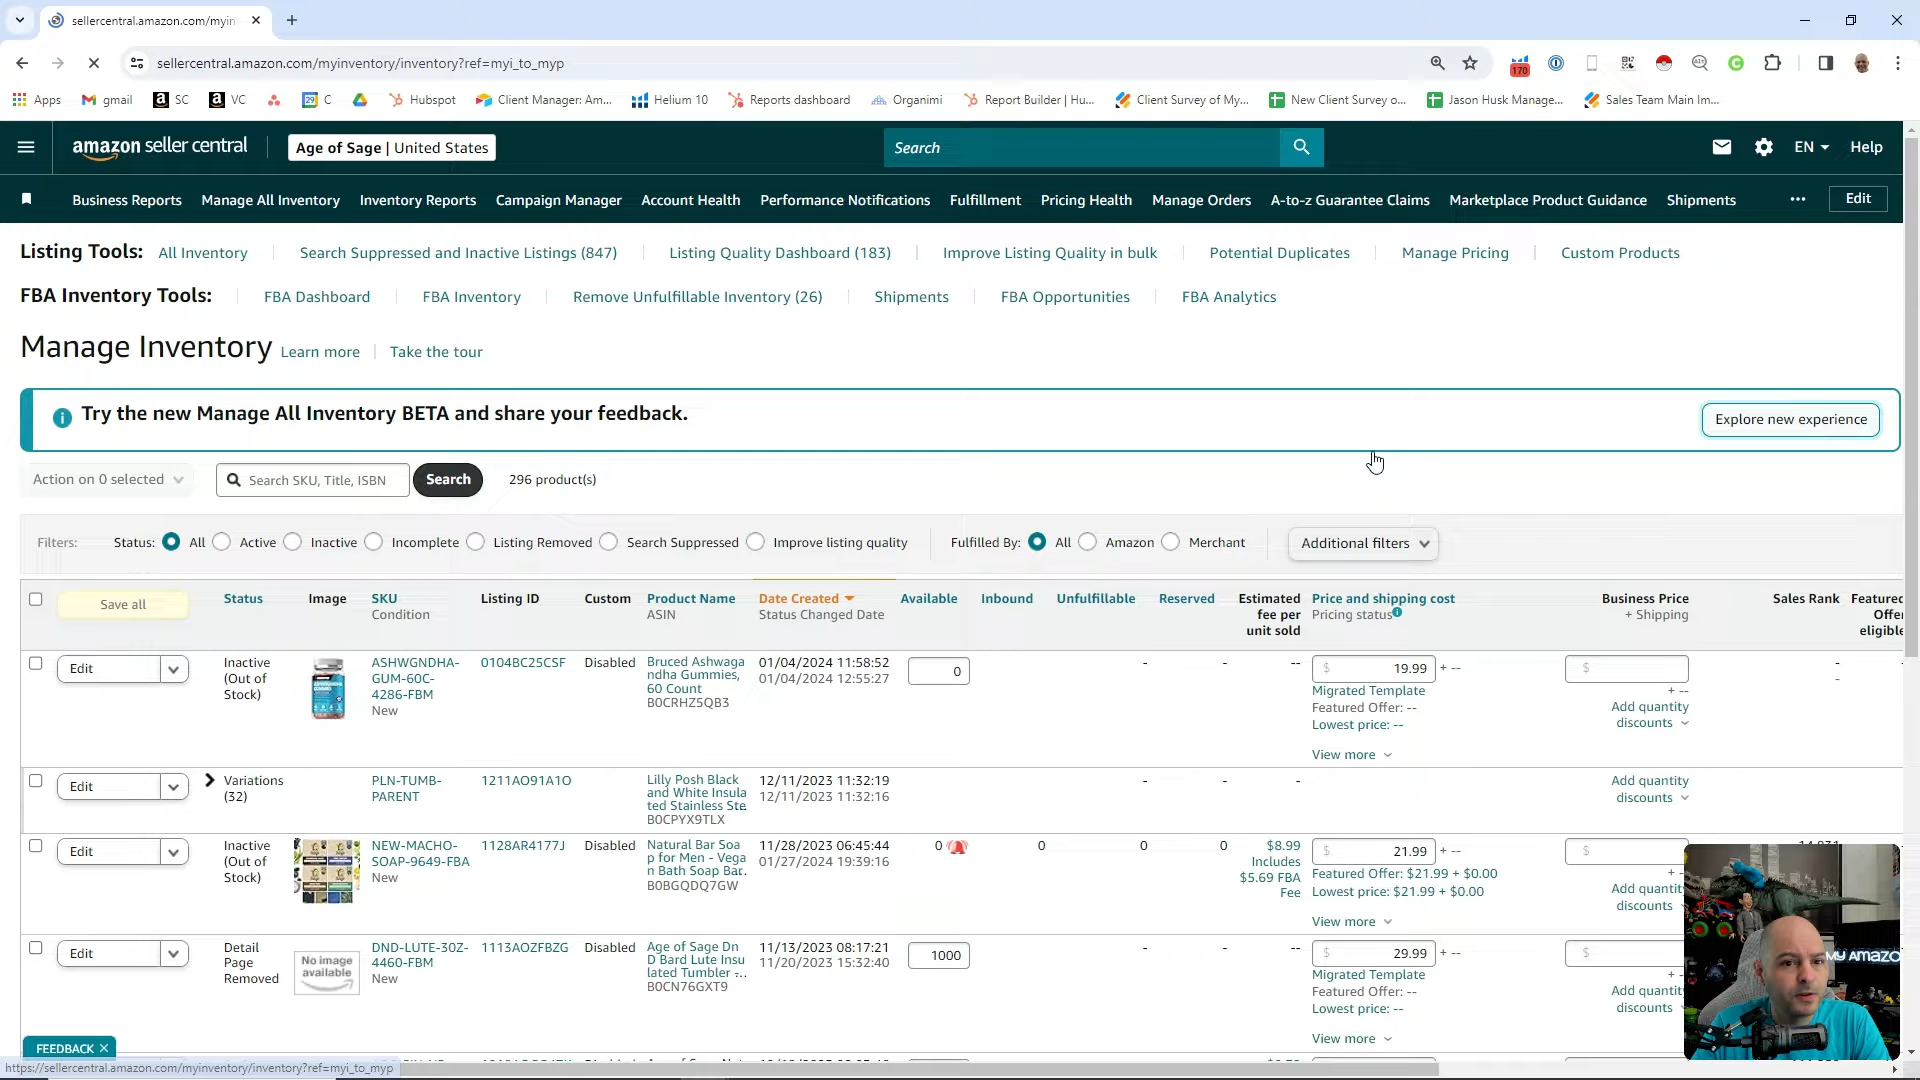 sellercentral.amazon.com/myin
sellercentral.amazon.com/myinventory/inventory?ref=myi_to_myp
170
Apps gmail SC VC 29 C Hubspot Client Manager: Am... Helium 10 Reports dashboard Organimi Report Builder | Hu... Client Survey of My... New Client Survey o... Jason Husk Manage... Sales Team Main Im...
amazon seller central Age of Sage | United States Search EN Help
Business Reports Manage All Inventory Inventory Reports Campaign Manager Account Health Performance Notifications Fulfillment Pricing Health Manage Orders A-to-z Guarantee Claims Marketplace Product Guidance Shipments ... Edit
Listing Tools: All Inventory Search Suppressed and Inactive Listings (847) Listing Quality Dashboard (183) Improve Listing Quality in bulk Potential Duplicates Manage Pricing Custom Products
FBA Inventory Tools: FBA Dashboard FBA Inventory Remove Unfulfillable Inventory (26) Shipments FBA Opportunities FBA Analytics
Manage Inventory Learn more Take the tour
Try the new Manage All Inventory BETA and share your feedback. Explore new experience
Action on 0 selected Search SKU, Title, ISBN Search 296 product(s)
Filters: Status: All Active Inactive Incomplete Listing Removed Search Suppressed Improve listing quality Fulfilled By: All Amazon Merchant Additional filters
Save all Status Image SKU Listing ID Custom Product Name Date Created Available Inbound Unfulfillable Reserved Estimated Price and shipping cost Business Price Sales Rank Featured
Condition ASIN Status Changed Date fee per Pricing status + Shipping Offer
unit sold eligible
Edit Inactive ASHWGNDHA- 0104BC25CSF Disabled Bruced Ashwaga 01/04/2024 11:58:52 0 - - -- $ 19.99 + -- $ -
(Out of GUM-60C- ndha Gummies, 01/04/2024 12:55:27 -
Stock) 4286-FBM 60 Count Migrated Template + --
New B0CRHZ5QB3 Featured Offer: -- Add quantity
Lowest price: -- discounts
View more
Edit Variations PLN-TUMB- 1211AO91A1O Lilly Posh Black 12/11/2023 11:32:19 - - - Add quantity
(32) PARENT and White Insula 12/11/2023 11:32:16 discounts
ted Stainless Ste
B0CPYX9TLX
Edit Inactive NEW-MACHO- 1128AR4177J Disabled Natural Bar Soa 11/28/2023 06:45:44 0 0 0 0 $8.99 $ 21.99 + -- $
(Out of SOAP-9649-FBA p for Men - Vega 01/27/2024 19:39:16 Includes
Stock) New n Bath Soap Bar.. $5.69 FBA Featured Offer: $21.99 + $0.00 + -
B0BGQDQ7GW Fee Lowest price: $21.99 + $0.00 Add quantit
discounts
View more
Edit Detail DND-LUTE-30Z- 1113AOZFBZG Disabled Age of Sage Dn 11/13/2023 08:17:21 1000 - - -- $ 29.99 + -- $
Page 4460-FBM D Bard Lute Insu 11/20/2023 15:32:40
Removed No image available New lated Tumbler -.. Migrated Template + -
B0CN76GXT9 Featured Offer: -- Add quantit
Lowest price: -- discounts
View more
MY AMAZO
FEEDBACK
https://sellercentral.amazon.com/myinventory/inventory?ref=myi_to_myp